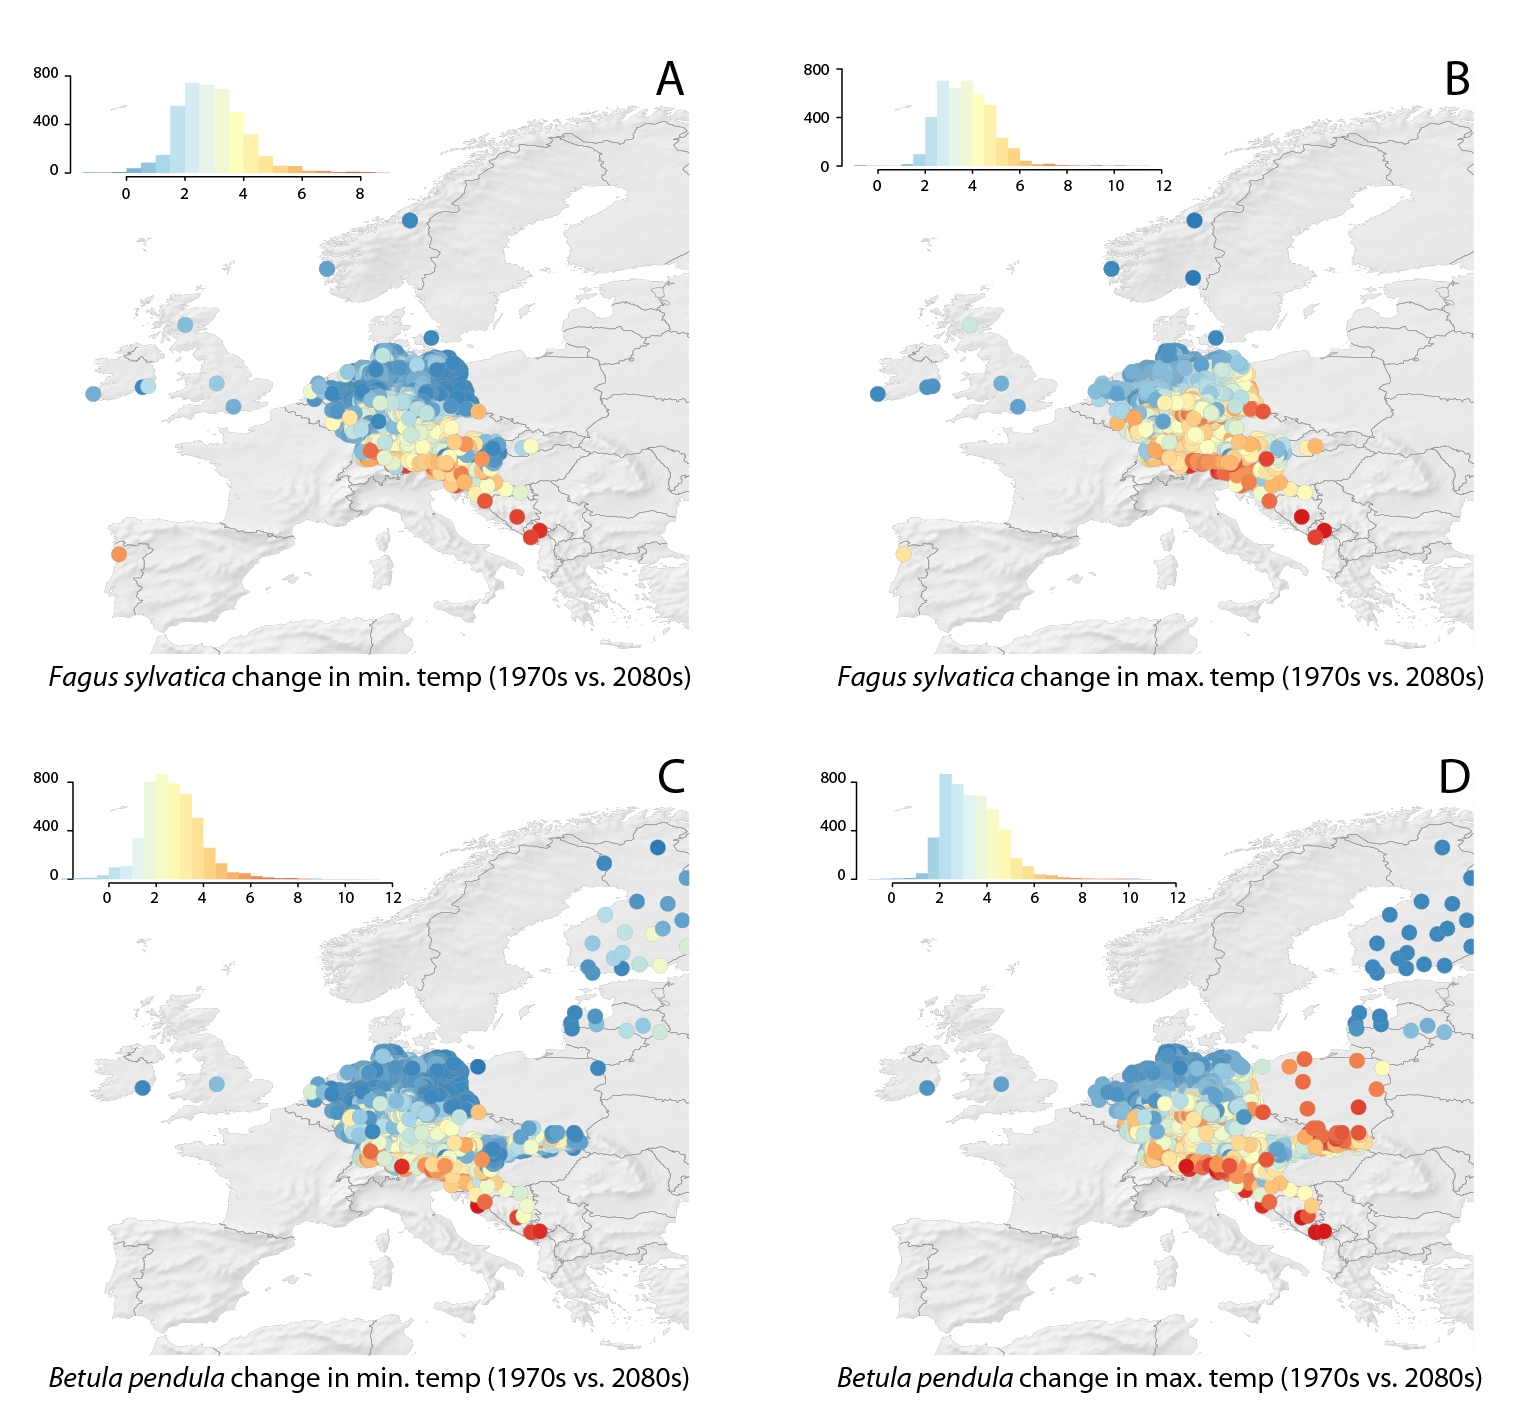 A
800
400
0
0 2 4 6 8
Fagus sylvatica change in min. temp (1970s vs. 2080s)
B
800
400
0
0 2 4 6 8 10 12
Fagus sylvatica change in max. temp (1970s vs. 2080s)
C
800
400
0
0 2 4 6 8 10 12
Betula pendula change in min. temp (1970s vs. 2080s)
D
800
400
0
0 2 4 6 8 10 12
Betula pendula change in max. temp (1970s vs. 2080s)